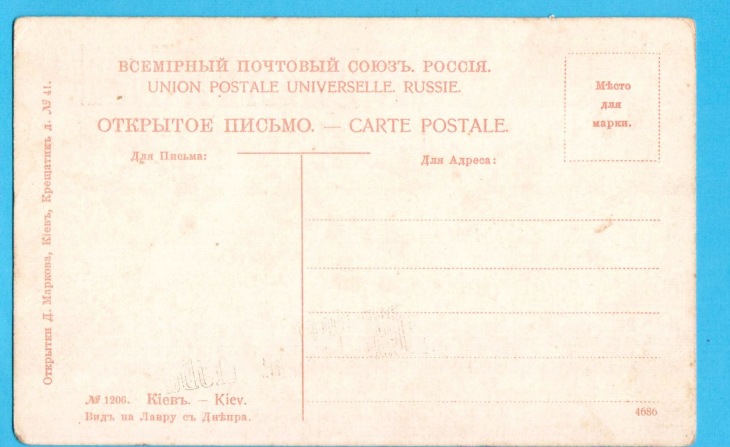 ВСЕМІРНЫЙ ПОЧТОВЫЙ СОЮЗЪ. РОССІЯ.
UNION POSTALE UNIVERSELLE. RUSSIE.
ОТКРЫТОЕ ПИСЬМО. — CARTE POSTALE.
Мѣсто
для
марки.
Для Письма:
Для Адреса:
Открытки Д. Маркова, Кіевъ, Крещатикъ д. № 41.
№ 1206. Кіевъ. — Kiev.
Видъ на Лавру съ Днѣпра.
4686